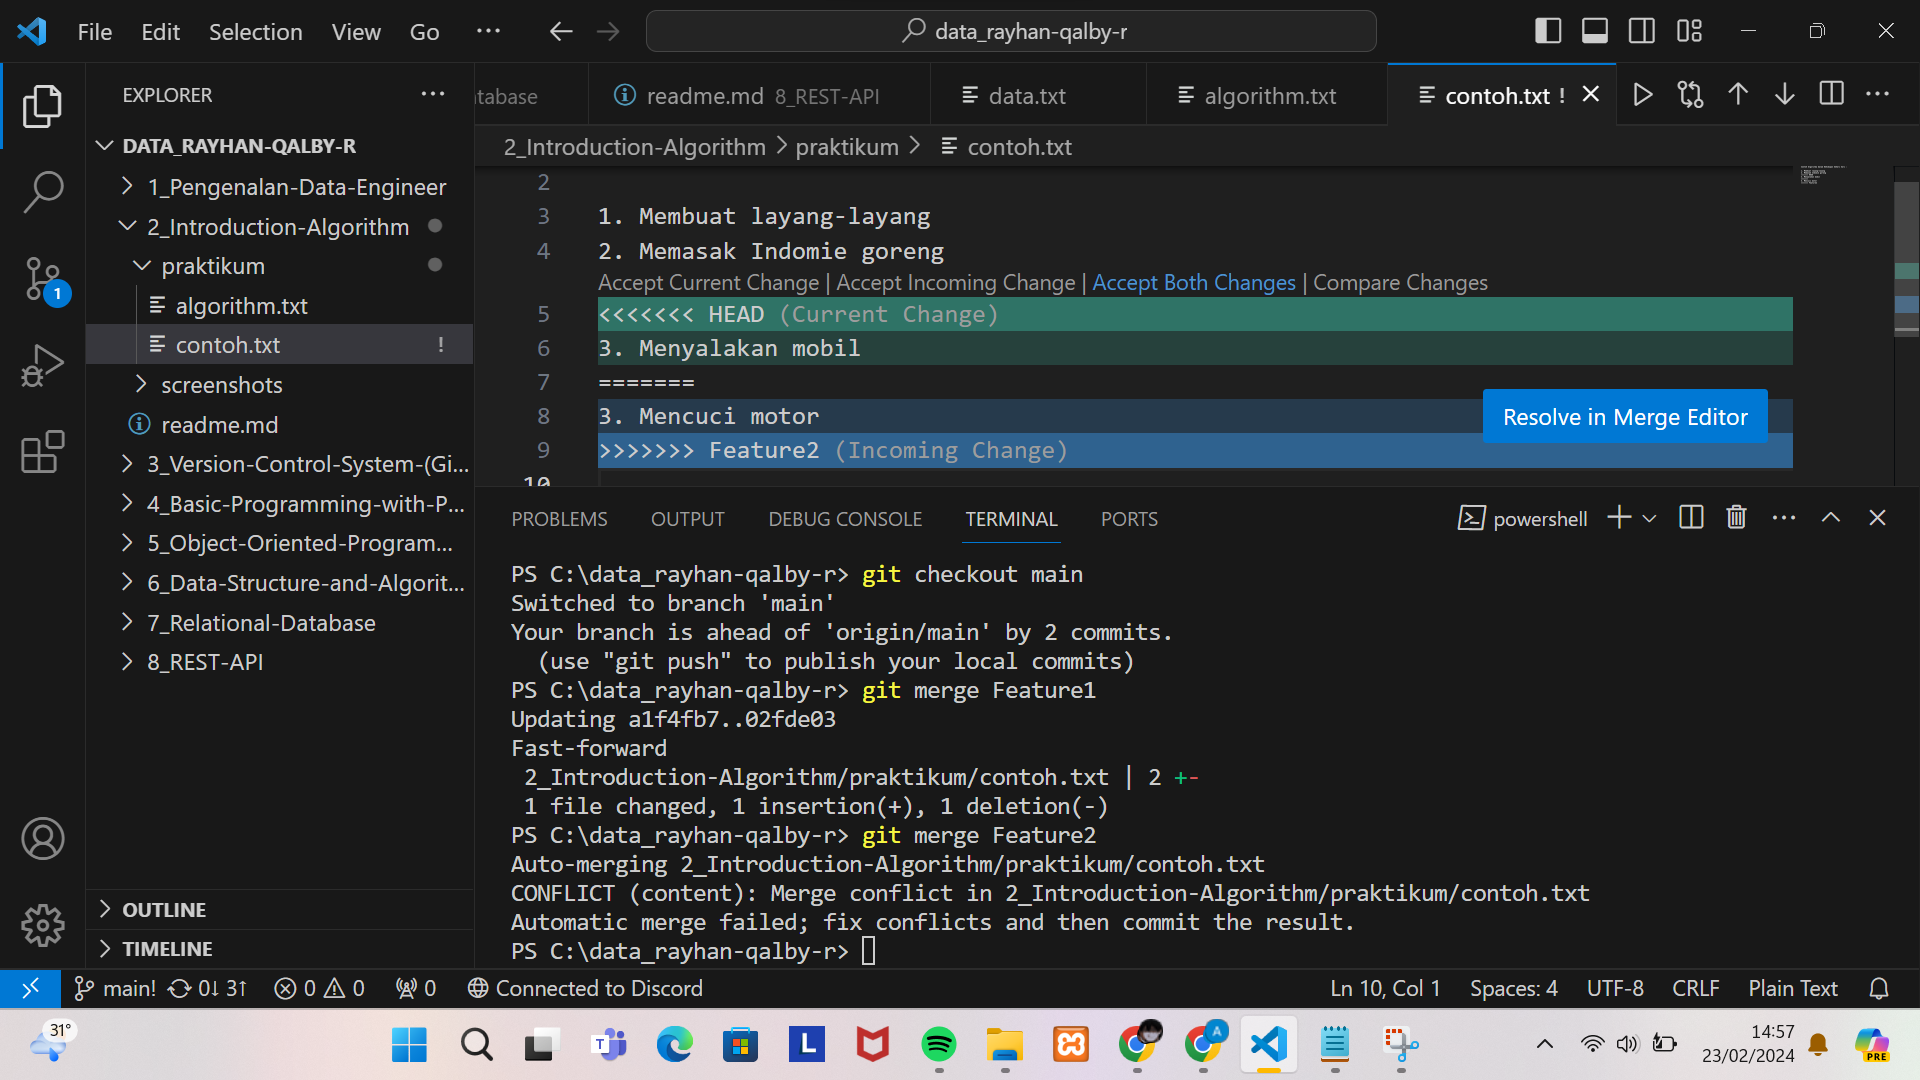 File Edit Selection View Go ··· data_rayhan-qalby-r
EXPLORER ···
tabase readme.md 8_REST-API data.txt algorithm.txt contoh.txt !
DATA_RAYHAN-QALBY-R
1_Pengenalan-Data-Engineer
2_Introduction-Algorithm
praktikum
algorithm.txt
contoh.txt !
screenshots
readme.md
3_Version-Control-System-(Gi...
4_Basic-Programming-with-P...
5_Object-Oriented-Program...
6_Data-Structure-and-Algorit...
7_Relational-Database
8_REST-API
OUTLINE
TIMELINE
1
2_Introduction-Algorithm > praktikum > contoh.txt
2
3 1. Membuat layang-layang
4 2. Memasak Indomie goreng
Accept Current Change | Accept Incoming Change | Accept Both Changes | Compare Changes
5 <<<<<<< HEAD (Current Change)
6 3. Menyalakan mobil
7 =======
8 3. Mencuci motor
9 >>>>>>> Feature2 (Incoming Change)
10
Resolve in Merge Editor
PROBLEMS OUTPUT DEBUG CONSOLE TERMINAL PORTS powershell
PS C:\data_rayhan-qalby-r> git checkout main
Switched to branch 'main'
Your branch is ahead of 'origin/main' by 2 commits.
(use "git push" to publish your local commits)
PS C:\data_rayhan-qalby-r> git merge Feature1
Updating a1f4fb7..02fde03
Fast-forward
2_Introduction-Algorithm/praktikum/contoh.txt | 2 +-
1 file changed, 1 insertion(+), 1 deletion(-)
PS C:\data_rayhan-qalby-r> git merge Feature2
Auto-merging 2_Introduction-Algorithm/praktikum/contoh.txt
CONFLICT (content): Merge conflict in 2_Introduction-Algorithm/praktikum/contoh.txt
Automatic merge failed; fix conflicts and then commit the result.
PS C:\data_rayhan-qalby-r>
main! 0↓ 3↑ 0 0 0 Connected to Discord Ln 10, Col 1 Spaces: 4 UTF-8 CRLF Plain Text
31° T L A 14:57
23/02/2024
PRE